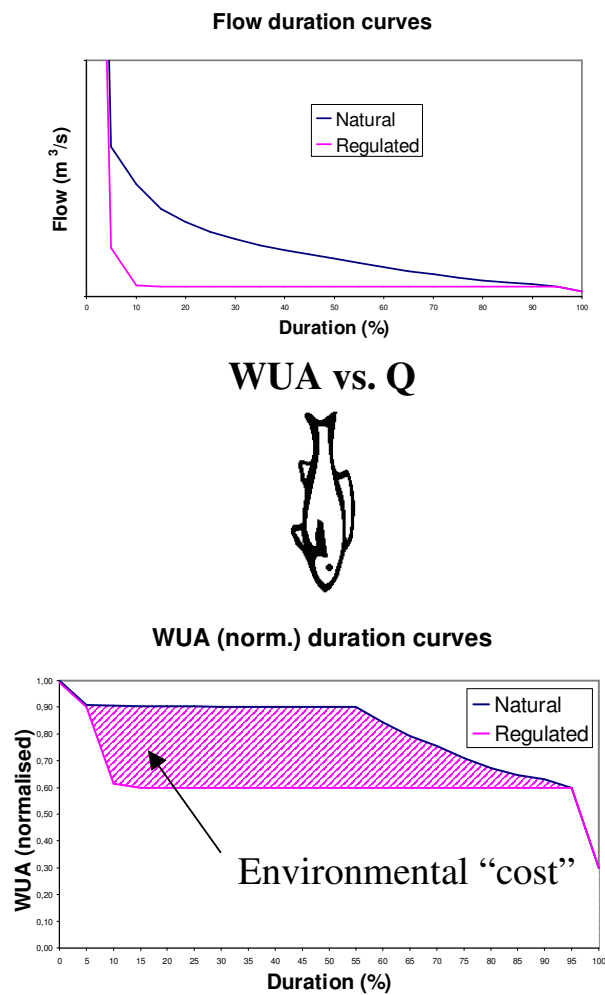 Flow duration curves
Flow (m³/s)
Natural
Regulated
0 10 20 30 40 50 60 70 80 90 100
Duration (%)
WUA vs. Q
WUA (norm.) duration curves
WUA (normalised)
1,00
0,90
0,80
0,70
0,60
0,50
0,40
0,30
0,20
0,10
0,00
Natural
Regulated
Environmental “cost”
0 5 10 15 20 25 30 35 40 45 50 55 60 65 70 75 80 85 90 95 100
Duration (%)